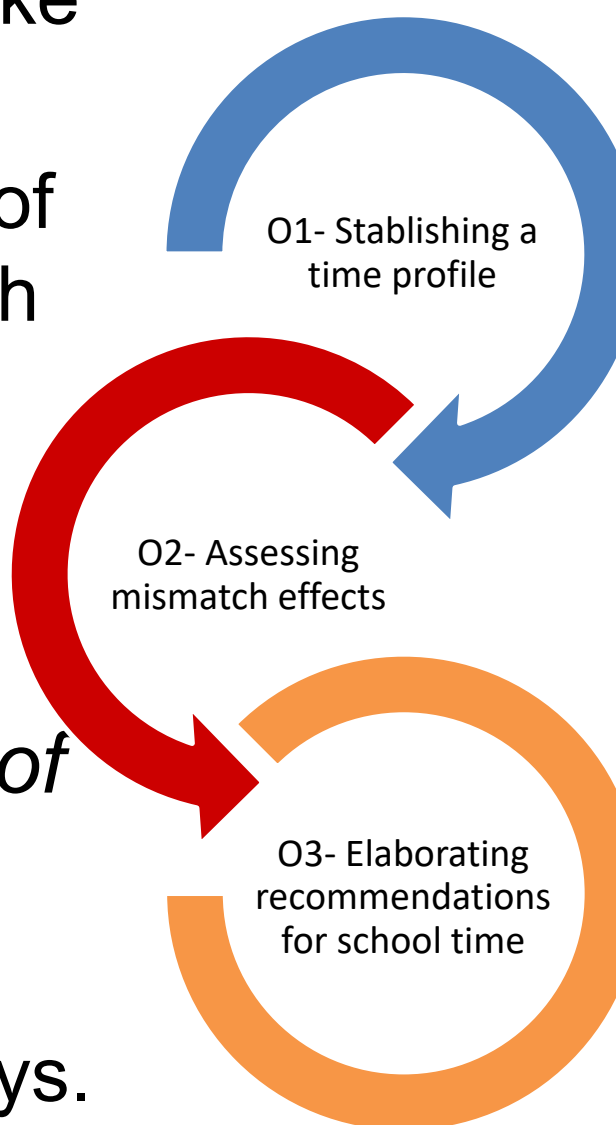 ke
of
h
O1- Stablishing a
time profile
O2- Assessing
mismatch effects
of
O3- Elaborating
recommendations
for school time
ys.